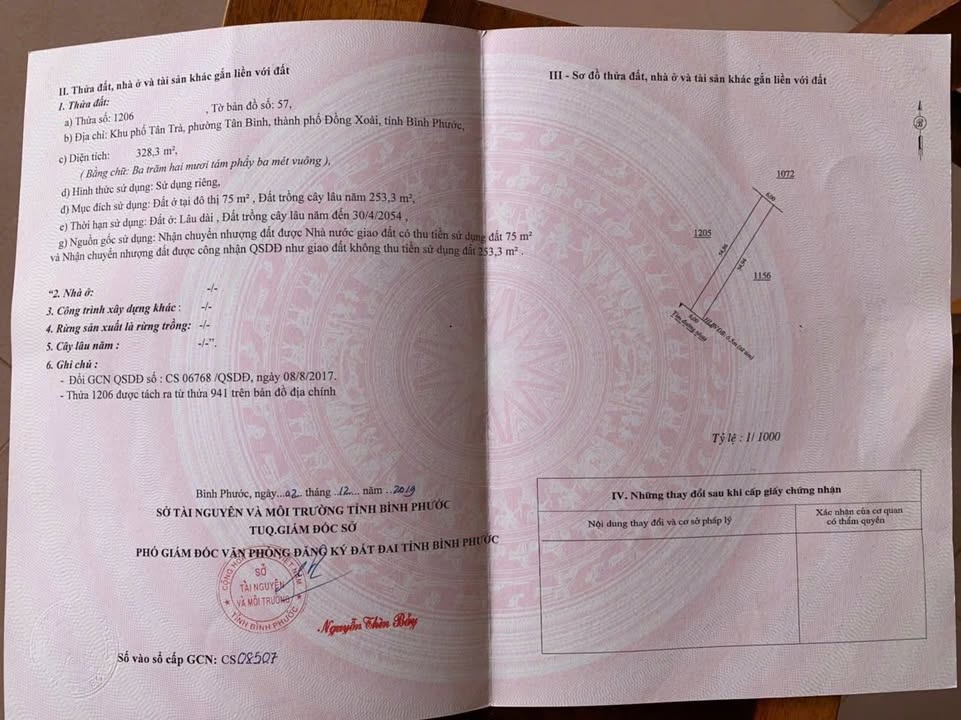 II. Thửa đất, nhà ở và tài sản khác gắn liền với đất
1. Thửa đất:
a) Thửa số: 1206 , Tờ bản đồ số: 57,
b) Địa chỉ: Khu phố Tân Trà, phường Tân Bình, thành phố Đồng Xoài, tỉnh Bình Phước,
c) Diện tích: 328,3 m²,
( Bằng chữ: Ba trăm hai mươi tám phẩy ba mét vuông ),
d) Hình thức sử dụng: Sử dụng riêng,
đ) Mục đích sử dụng: Đất ở tại đô thị 75 m² , Đất trồng cây lâu năm 253,3 m²,
e) Thời hạn sử dụng: Đất ở: Lâu dài , Đất trồng cây lâu năm đến 30/4/2054 ,
g) Nguồn gốc sử dụng: Nhận chuyển nhượng đất được Nhà nước giao đất có thu tiền sử dụng đất 75 m²
và Nhận chuyển nhượng đất được công nhận QSDĐ như giao đất không thu tiền sử dụng đất 253,3 m² .
“2. Nhà ở: -/-
3. Công trình xây dựng khác : -/-
4. Rừng sản xuất là rừng trồng: -/-
5. Cây lâu năm : -/-”.
6. Ghi chú :
- Đổi GCN QSDĐ số : CS 06768 /QSDĐ, ngày 08/8/2017.
- Thửa 1206 được tách ra từ thửa 941 trên bản đồ địa chính
Bình Phước, ngày...02.. tháng ..12.... năm ..2019
SỞ TÀI NGUYÊN VÀ MÔI TRƯỜNG TỈNH BÌNH PHƯỚC
TUQ.GIÁM ĐỐC SỞ
PHÓ GIÁM ĐỐC VĂN PHÒNG ĐĂNG KÝ ĐẤT ĐAI TỈNH BÌNH PHƯỚC
SỞ
TÀI NGUYÊN
VÀ MÔI TRƯỜNG
TỈNH BÌNH PHƯỚC
Nguyễn Thên Bảy
Số vào sổ cấp GCN: CS08507
III - Sơ đồ thửa đất, nhà ở và tài sản khác gắn liền với đất
B
1072
6,00
1205
1156
6,00
Tỷ lệ : 1/ 1000
IV. Những thay đổi sau khi cấp giấy chứng nhận
Nội dung thay đổi và cơ sở pháp lý
Xác nhận của cơ quan
có thẩm quyền